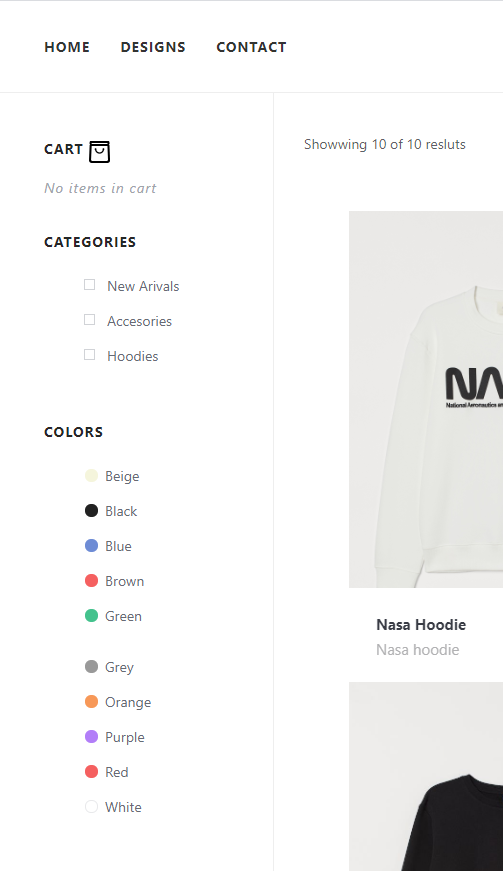 HOME DESIGNS CONTACT
CART
No items in cart
CATEGORIES
New Arivals
Accesories
Hoodies
COLORS
Beige
Black
Blue
Brown
Green
Grey
Orange
Purple
Red
White
Showwing 10 of 10 resluts
NA
National Aeronautics an
Nasa Hoodie
Nasa hoodie